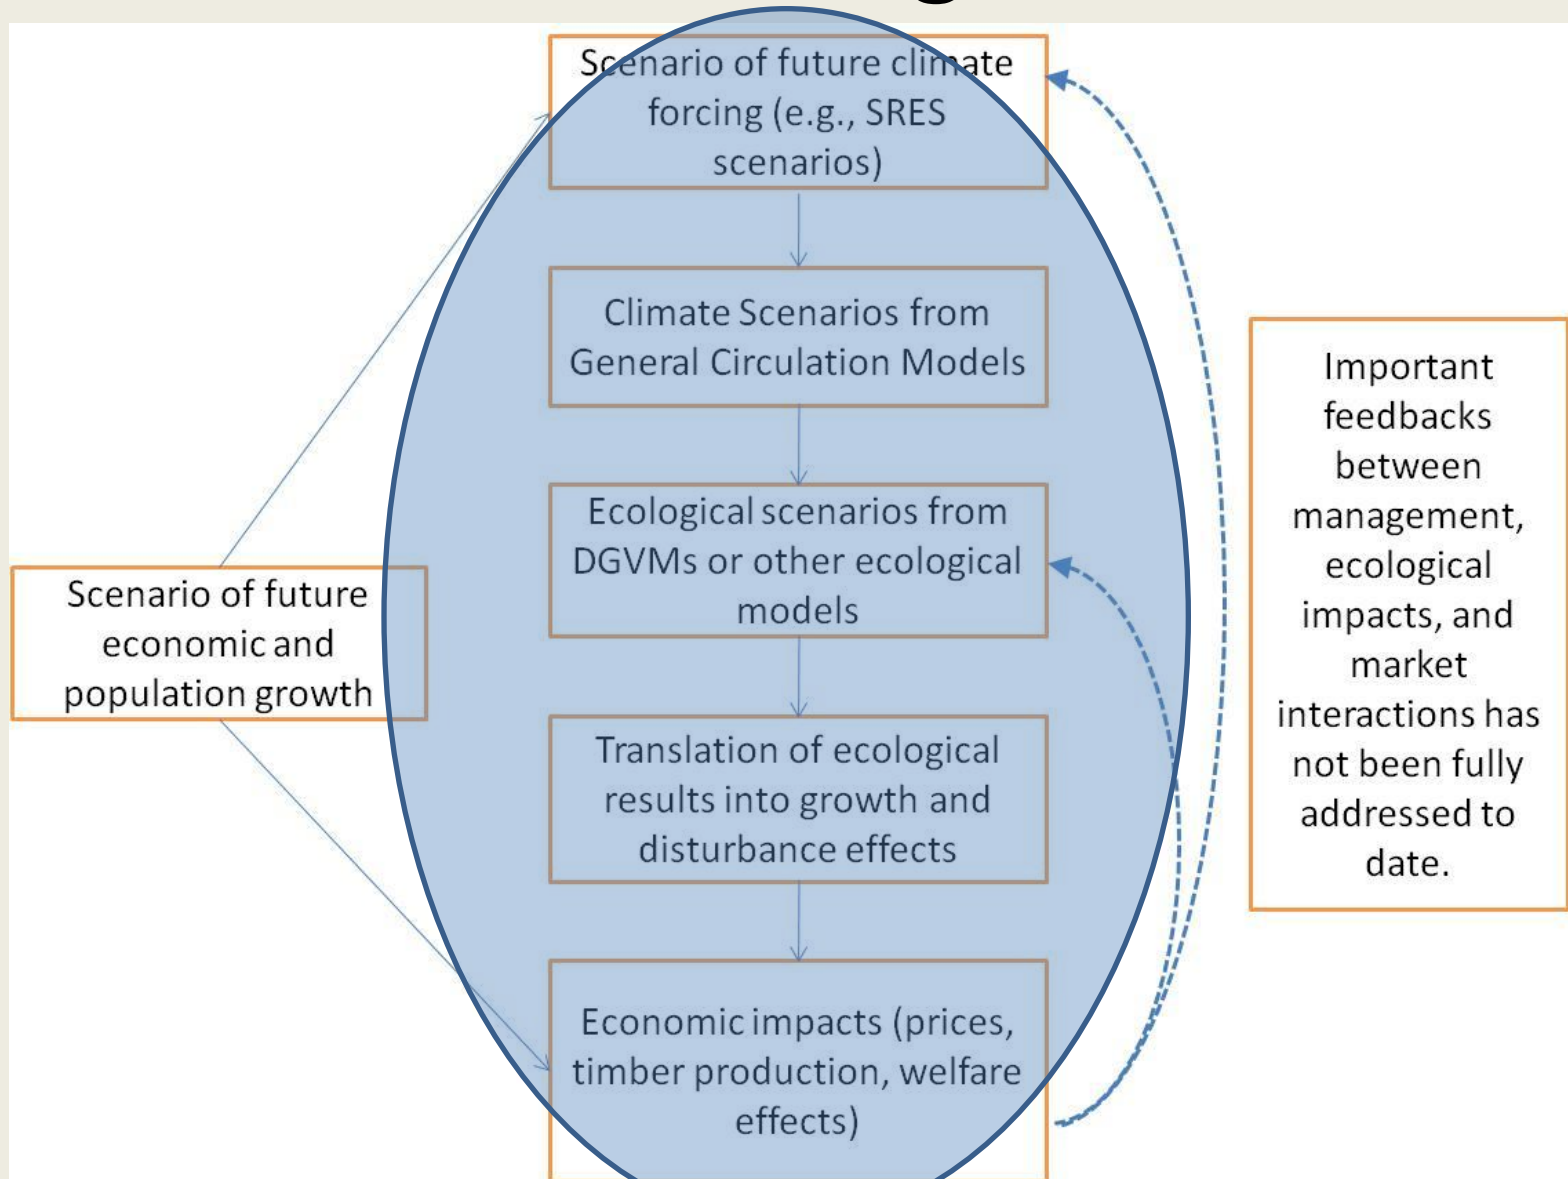 Scenario of future climate
forcing (e.g., SRES
scenarios)
Climate Scenarios from
General Circulation Models
Ecological scenarios from
DGVMs or other ecological
models
Scenario of future
economic and
population growth
Translation of ecological
results into growth and
disturbance effects
Economic impacts (prices,
timber production, welfare
effects)
Important
feedbacks
between
management,
ecological
impacts, and
market
interactions has
not been fully
addressed to
date.